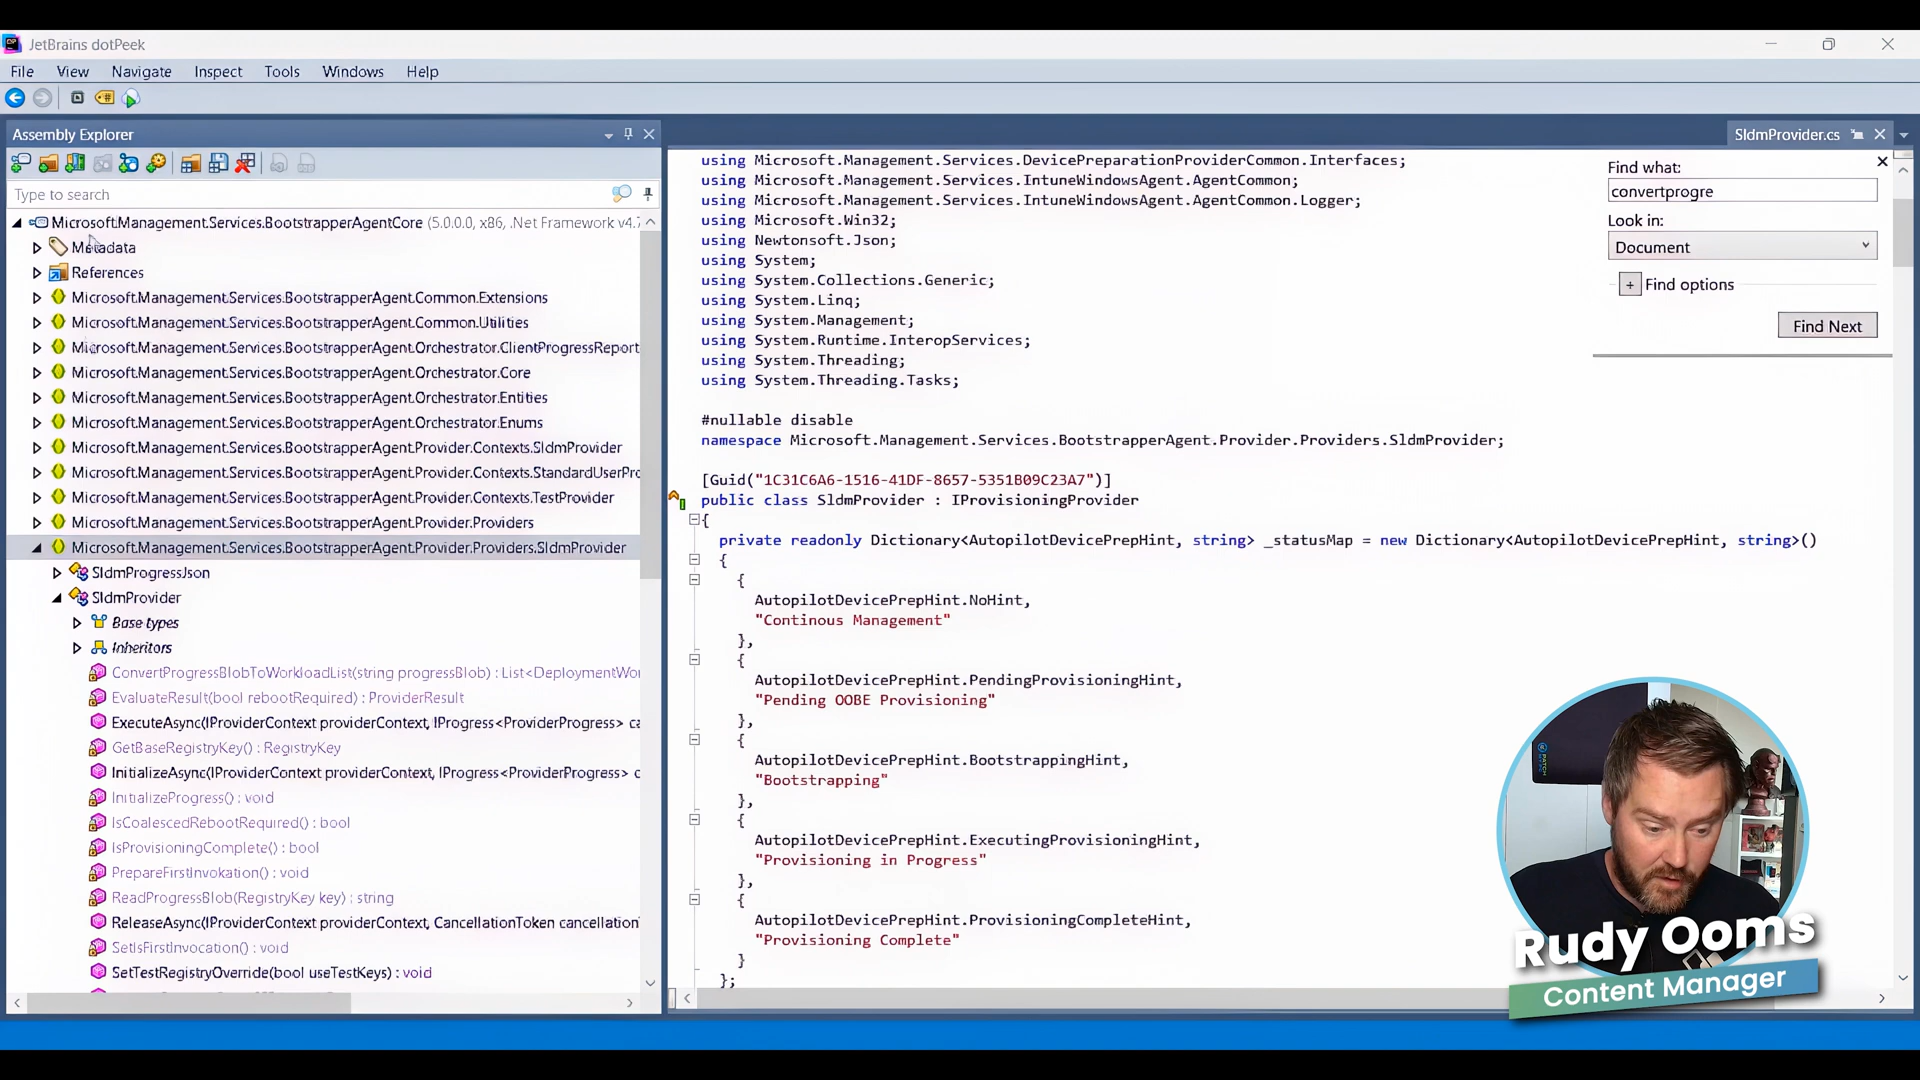 JetBrains dotPeek
File View Navigate Inspect Tools Windows Help
Assembly Explorer
Type to search
Microsoft.Management.Services.BootstrapperAgentCore (5.0.0.0, x86, .Net Framework v4.7
Metadata
References
Microsoft.Management.Services.BootstrapperAgent.Common.Extensions
Microsoft.Management.Services.BootstrapperAgent.Common.Utilities
Microsoft.Management.Services.BootstrapperAgent.Orchestrator.ClientProgressReport
Microsoft.Management.Services.BootstrapperAgent.Orchestrator.Core
Microsoft.Management.Services.BootstrapperAgent.Orchestrator.Entities
Microsoft.Management.Services.BootstrapperAgent.Orchestrator.Enums
Microsoft.Management.Services.BootstrapperAgent.Provider.Contexts.SldmProvider
Microsoft.Management.Services.BootstrapperAgent.Provider.Contexts.StandardUserPro
Microsoft.Management.Services.BootstrapperAgent.Provider.Contexts.TestProvider
Microsoft.Management.Services.BootstrapperAgent.Provider.Providers
Microsoft.Management.Services.BootstrapperAgent.Provider.Providers.SldmProvider
SldmProgressJson
SldmProvider
Base types
Inheritors
ConvertProgressBlobToWorkloadList(string progressBlob) : List<DeploymentWo
EvaluateResult(bool rebootRequired) : ProviderResult
ExecuteAsync(IProviderContext providerContext, IProgress<ProviderProgress> ca
GetBaseRegistryKey() : RegistryKey
InitializeAsync(IProviderContext providerContext, IProgress<ProviderProgress> c
InitializeProgress() : void
IsCoalescedRebootRequired() : bool
IsProvisioningComplete() : bool
PrepareFirstInvokation() : void
ReadProgressBlob(RegistryKey key) : string
ReleaseAsync(IProviderContext providerContext, CancellationToken cancellationT
SetIsFirstInvocation() : void
SetTestRegistryOverride(bool useTestKeys) : void
SldmProvider.cs
using Microsoft.Management.Services.DevicePreparationProviderCommon.Interfaces;
using Microsoft.Management.Services.IntuneWindowsAgent.AgentCommon;
using Microsoft.Management.Services.IntuneWindowsAgent.AgentCommon.Logger;
using Microsoft.Win32;
using Newtonsoft.Json;
using System;
using System.Collections.Generic;
using System.Linq;
using System.Management;
using System.Runtime.InteropServices;
using System.Threading;
using System.Threading.Tasks;
#nullable disable
namespace Microsoft.Management.Services.BootstrapperAgent.Provider.Providers.SldmProvider;
[Guid("1C31C6A6-1516-41DF-8657-5351B09C23A7")]
public class SldmProvider : IProvisioningProvider
{
private readonly Dictionary<AutopilotDevicePrepHint, string> _statusMap = new Dictionary<AutopilotDevicePrepHint, string>()
{
{
AutopilotDevicePrepHint.NoHint,
"Continous Management"
},
{
AutopilotDevicePrepHint.PendingProvisioningHint,
"Pending OOBE Provisioning"
},
{
AutopilotDevicePrepHint.BootstrappingHint,
"Bootstrapping"
},
{
AutopilotDevicePrepHint.ExecutingProvisioningHint,
"Provisioning in Progress"
},
{
AutopilotDevicePrepHint.ProvisioningCompleteHint,
"Provisioning Complete"
}
};
Find what:
convertprogre
Look in:
Document
Find options
Find Next
Rudy Ooms
Content Manager